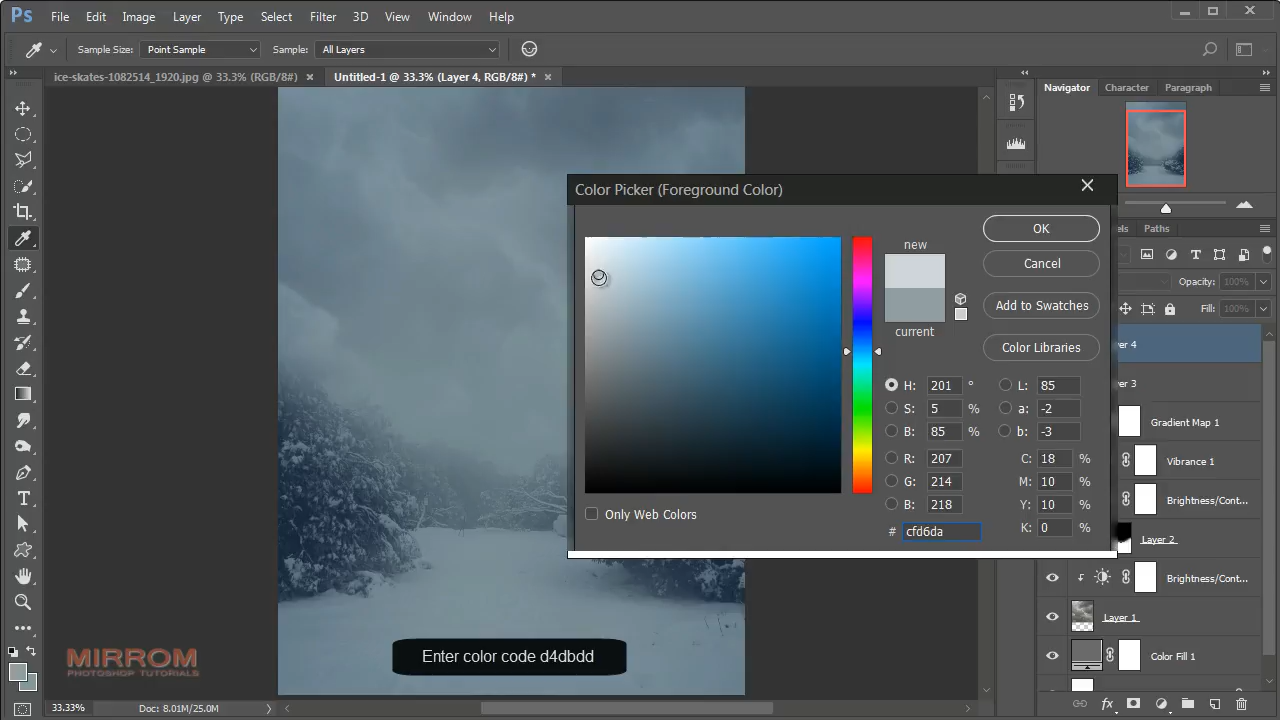 Ps File Edit Image Layer Type Select Filter 3D View Window Help
Sample Size: Point Sample Sample: All Layers
ice-skates-1082514_1920.jpg @ 33.3% (RGB/8#) × Untitled-1 @ 33.3% (Layer 4, RGB/8#) * ×
Navigator Character Paragraph
Color Picker (Foreground Color)
new
current
OK
Cancel
Add to Swatches
Color Libraries
H: 201 ° L: 85
S: 5 % a: -2
B: 85 % b: -3
R: 207 C: 18 %
G: 214 M: 10 %
B: 218 Y: 10 %
# cfd6da K: 0 %
Only Web Colors
els Paths
Opacity: 100%
Fill: 100%
yer 4
yer 3
Gradient Map 1
Vibrance 1
Brightness/Cont...
Layer 2
Brightness/Cont...
Layer 1
Color Fill 1
MIRROM
PHOTOSHOP TUTORIALS
Enter color code d4dbdd
33.33% Doc: 8.01M/25.0M